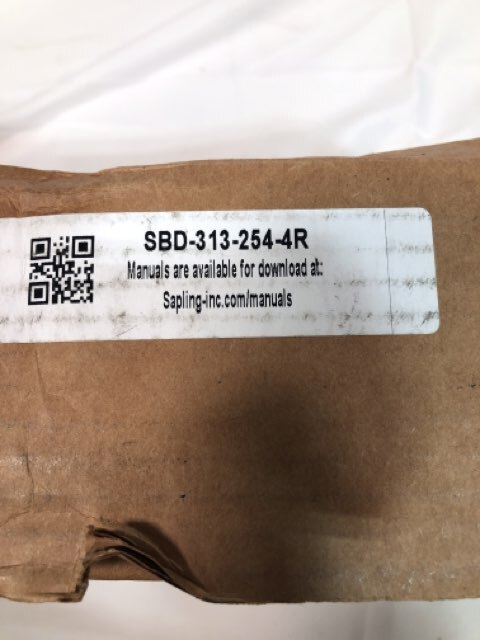 SBD-313-254-4R
Manuals are available for download at:
Sapling-inc.com/manuals